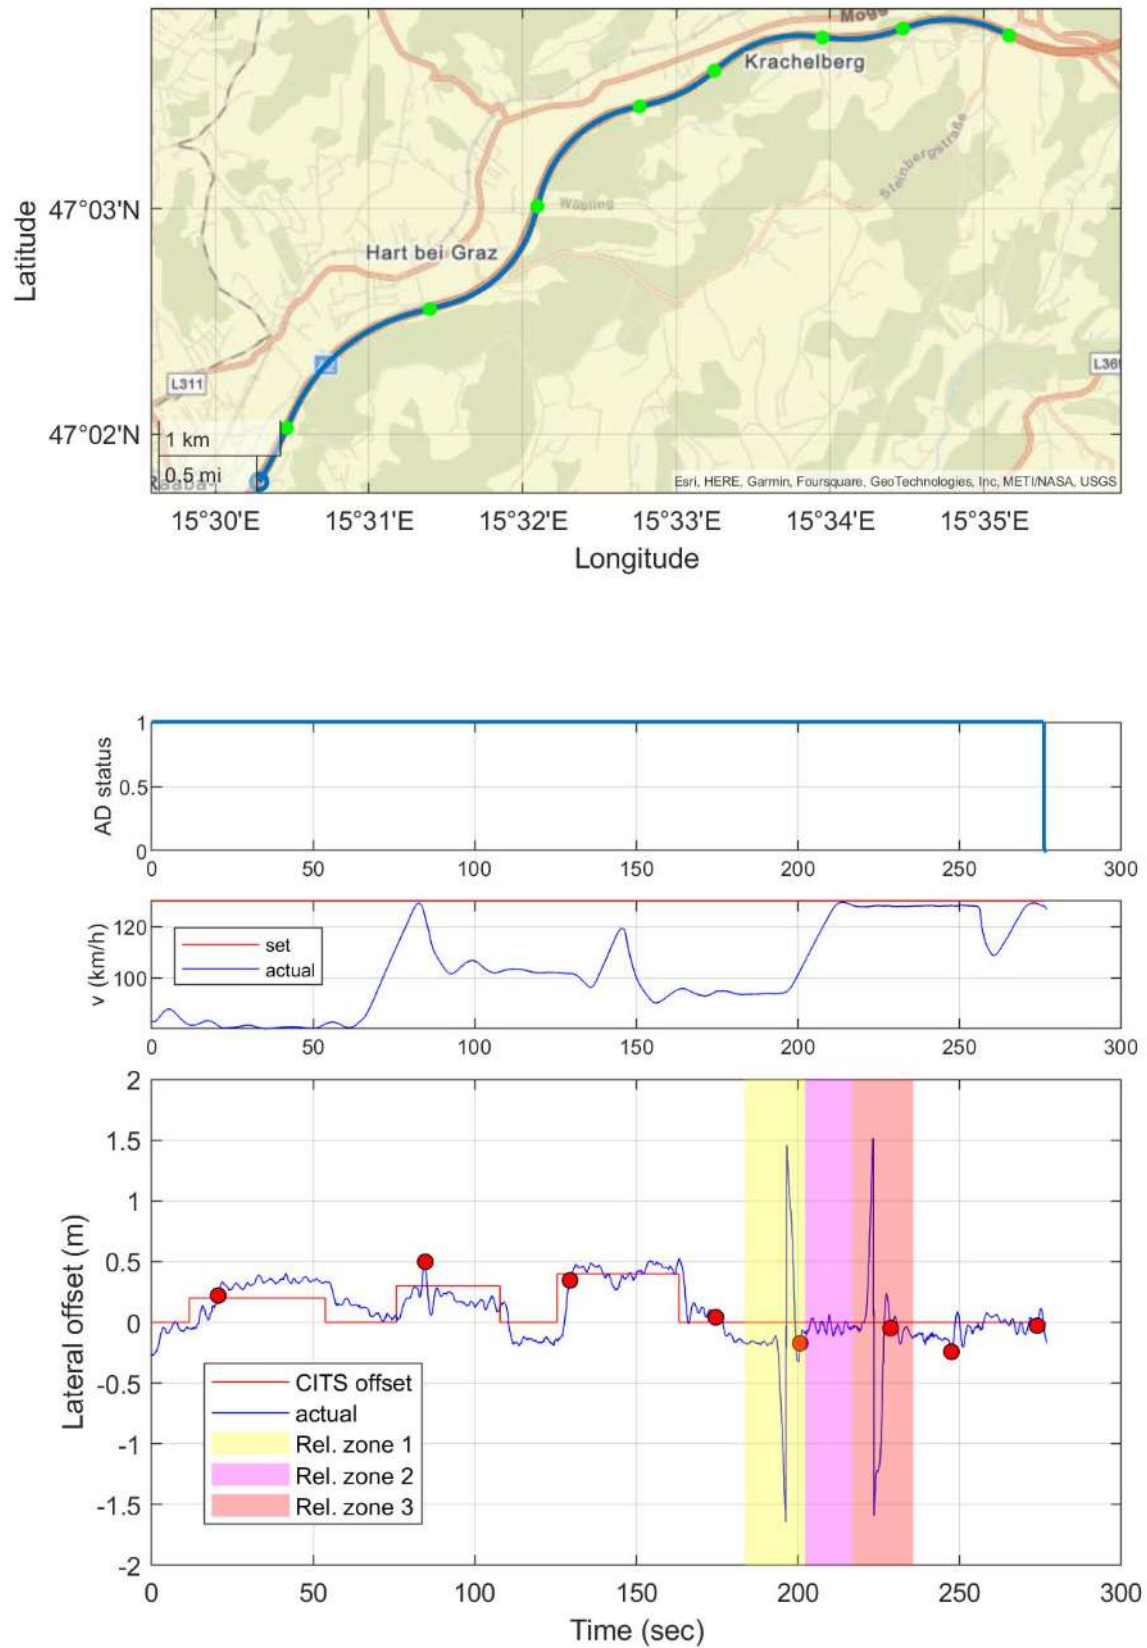 Mogg
Krachelberg
Steinbergstraße
47°03'N
Wöbling
Hart bei Graz
Latitude
L311
L369
47°02'N
1 km
0.5 mi
Raaba-
Esri, HERE, Garmin, Foursquare, GeoTechnologies, Inc, METI/NASA, USGS
15°30'E 15°31'E 15°32'E 15°33'E 15°34'E 15°35'E
Longitude
1
0.5
0
AD status
0 50 100 150 200 250 300
120
100
v (km/h)
set
actual
0 50 100 150 200 250 300
2
1.5
1
0.5
0
-0.5
-1
-1.5
-2
Lateral offset (m)
CITS offset
actual
Rel. zone 1
Rel. zone 2
Rel. zone 3
0 50 100 150 200 250 300
Time (sec)